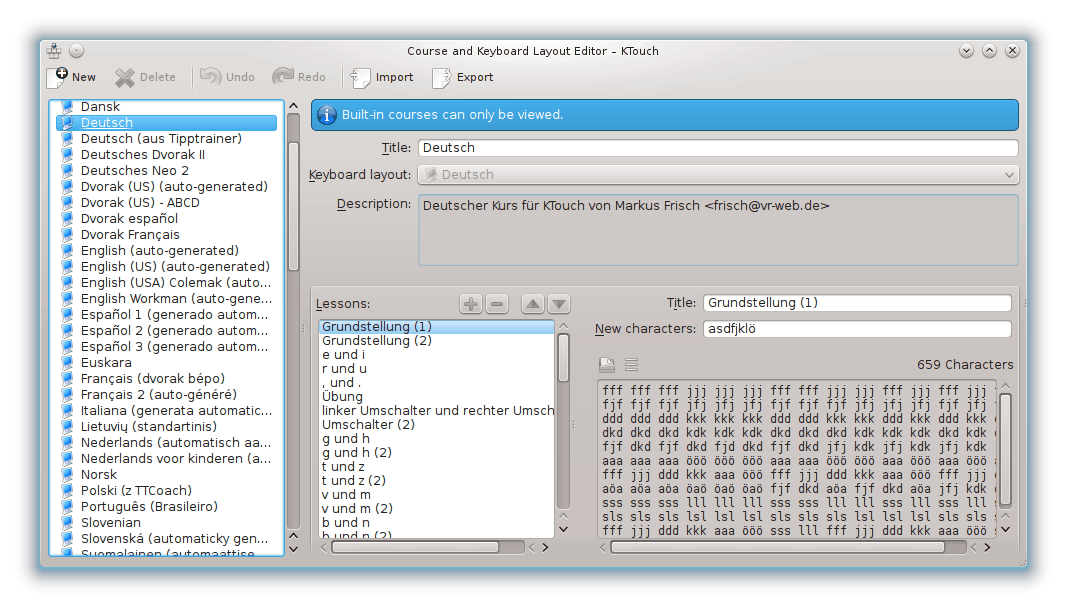 Course and Keyboard Layout Editor – KTouch
New Delete Undo Redo Import Export
Dansk
Deutsch
Deutsch (aus Tipptrainer)
Deutsches Dvorak II
Deutsches Neo 2
Dvorak (US) (auto-generated)
Dvorak (US) - ABCD
Dvorak español
Dvorak Français
English (auto-generated)
English (US) (auto-generated)
English (USA) Colemak (auto...
English Workman (auto-gene...
Español 1 (generado autom...
Español 2 (generado autom...
Español 3 (generado autom...
Euskara
Français (dvorak bépo)
Français 2 (auto-généré)
Italiana (generata automatic...
Lietuvių (standartinis)
Nederlands (automatisch aa...
Nederlands voor kinderen (a...
Norsk
Polski (z TTCoach)
Português (Brasileiro)
Slovenian
Slovenská (automaticky gen...
Suomalainen (automaattise
Built-in courses can only be viewed.
Title: Deutsch
Keyboard layout: Deutsch
Description: Deutscher Kurs für KTouch von Markus Frisch <frisch@vr-web.de>
Lessons:
Grundstellung (1)
Grundstellung (2)
e und i
r und u
, und .
Übung
linker Umschalter und rechter Umsch
Umschalter (2)
g und h
g und h (2)
t und z
t und z (2)
v und m
v und m (2)
b und n
b und n (2)
Title: Grundstellung (1)
New characters: asdfjklö
659 Characters
fff fff fff jjj jjj jjj fff fff jjj jjj fff jjj fff jjj
fjf fjf fjf jfj jfj jfj fjf fjf jfj jfj fjf jfj fjf jfj
ddd ddd ddd kkk kkk kkk ddd ddd kkk kkk ddd kkk ddd kkk
dkd dkd dkd kdk kdk kdk dkd dkd kdk kdk dkd kdk dkd kdk
fjf dkd fjf dkd fjd dkd fjf dkd jfj kdk jfj kdk jfj kdk
aaa aaa aaa ööö ööö ööö aaa aaa ööö ööö aaa ööö aaa ööö
fff jjj ddd kkk aaa ööö fff jjj ddd kkk aaa ööö fff jjj
aöa aöa aöa öaö öaö öaö fjf dkd aöa fjf dkd aöa jfj kdk
sss sss sss lll lll lll sss sss lll lll sss lll sss lll
sls sls sls lsl lsl lsl sls sls lsl lsl sls lsl sls sls
fff jjj ddd kkk aaa ööö sss lll fff jjj ddd kkk aaa ööö